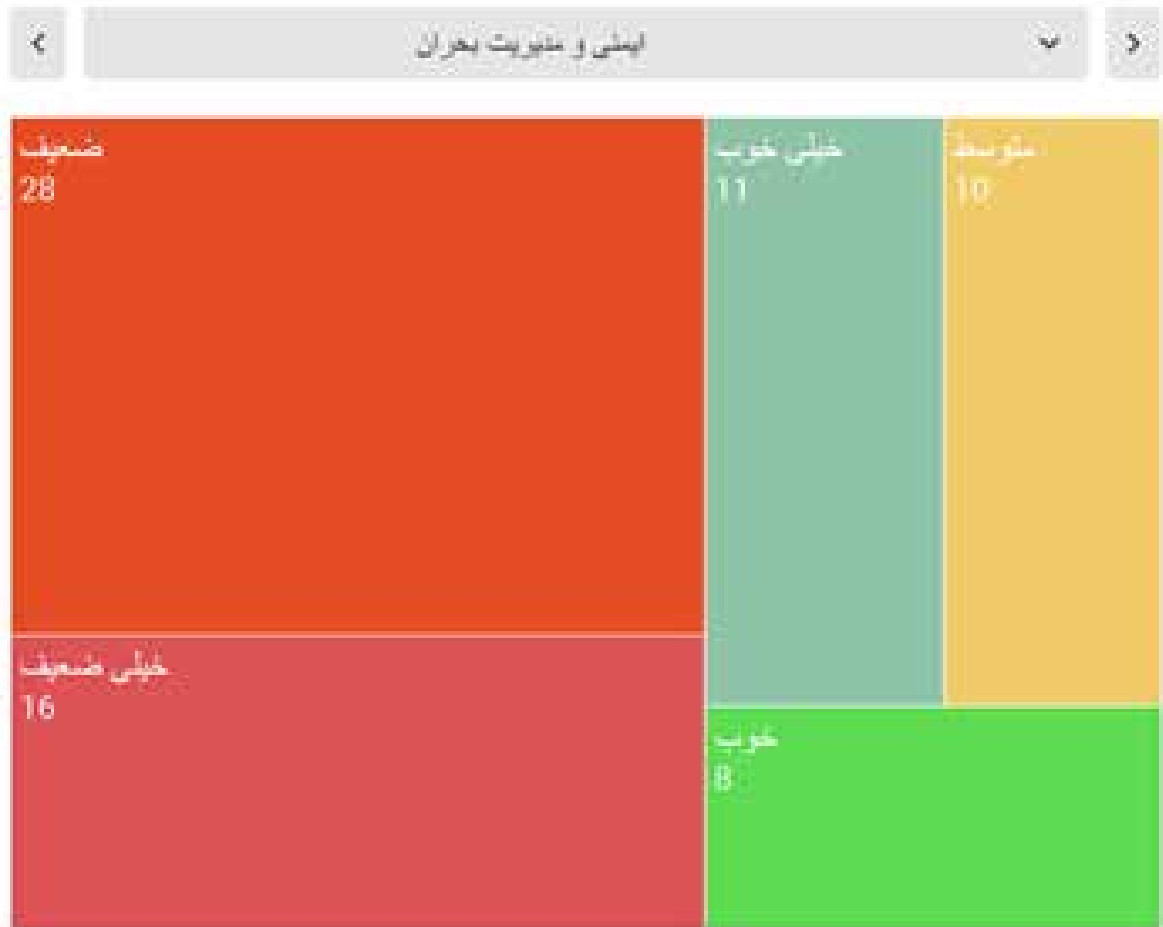 ایمنی و مدیریت بحران
ضعیف
28
خیلی خوب
11
متوسط
10
خیلی ضعیف
16
خوب
8